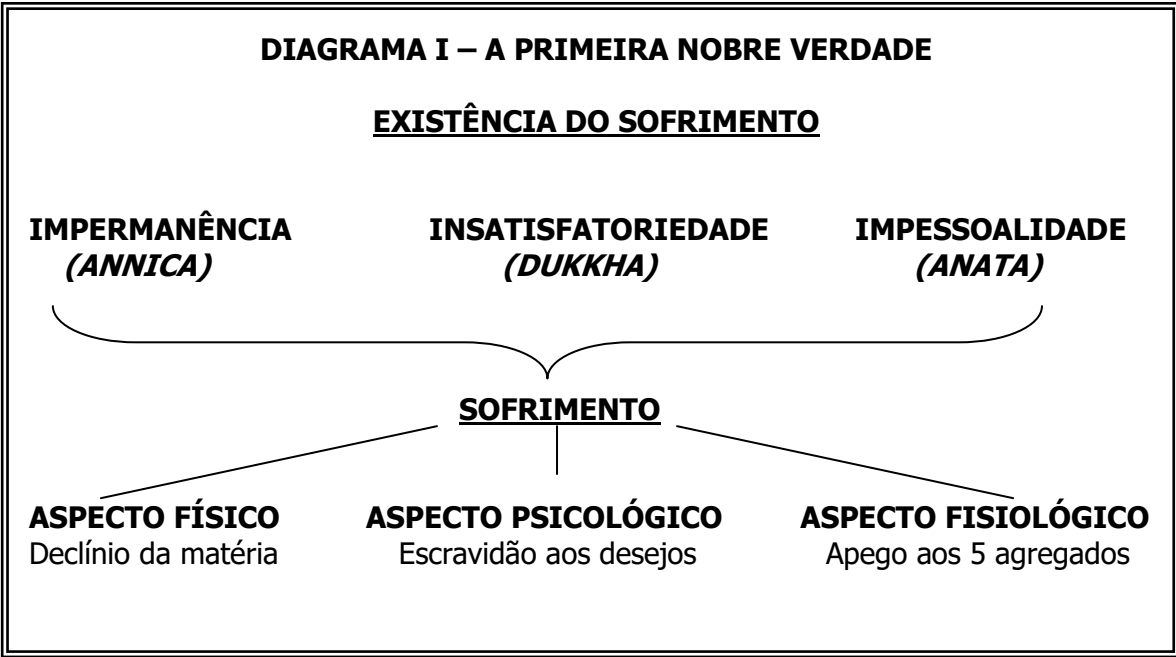 DIAGRAMA I – A PRIMEIRA NOBRE VERDADE
EXISTÊNCIA DO SOFRIMENTO
IMPERMANÊNCIA INSATISFATORIEDADE IMPESSOALIDADE
(ANNICA) (DUKKHA) (ANATA)
SOFRIMENTO
ASPECTO FÍSICO ASPECTO PSICOLÓGICO ASPECTO FISIOLÓGICO
Declínio da matéria Escravidão aos desejos Apego aos 5 agregados